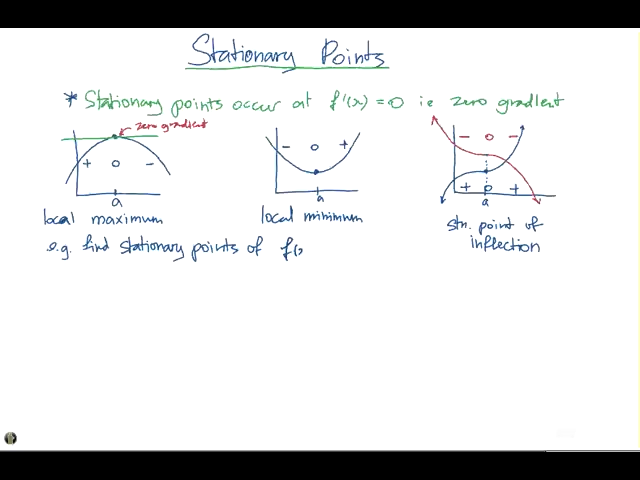 Stationary Points
* Stationary points occur at f'(x) = 0 i.e. zero gradient
zero gradient
+ 0 -
a
local maximum
- 0 +
a
local minimum
- 0 -
+ 0 +
a
stn. point of
inflection
e.g. find stationary points of f(